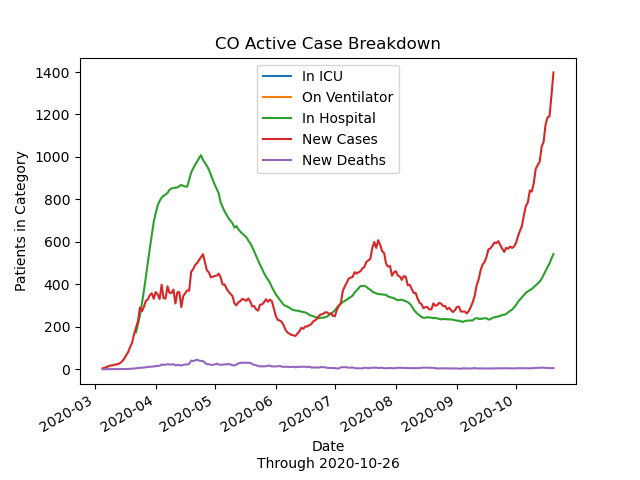 CO Active Case Breakdown
In ICU
On Ventilator
In Hospital
New Cases
New Deaths
Patients in Category
1400
1200
1000
800
600
400
200
0
2020-03
2020-04
2020-05
2020-06
2020-07
2020-08
2020-09
2020-10
Date
Through 2020-10-26